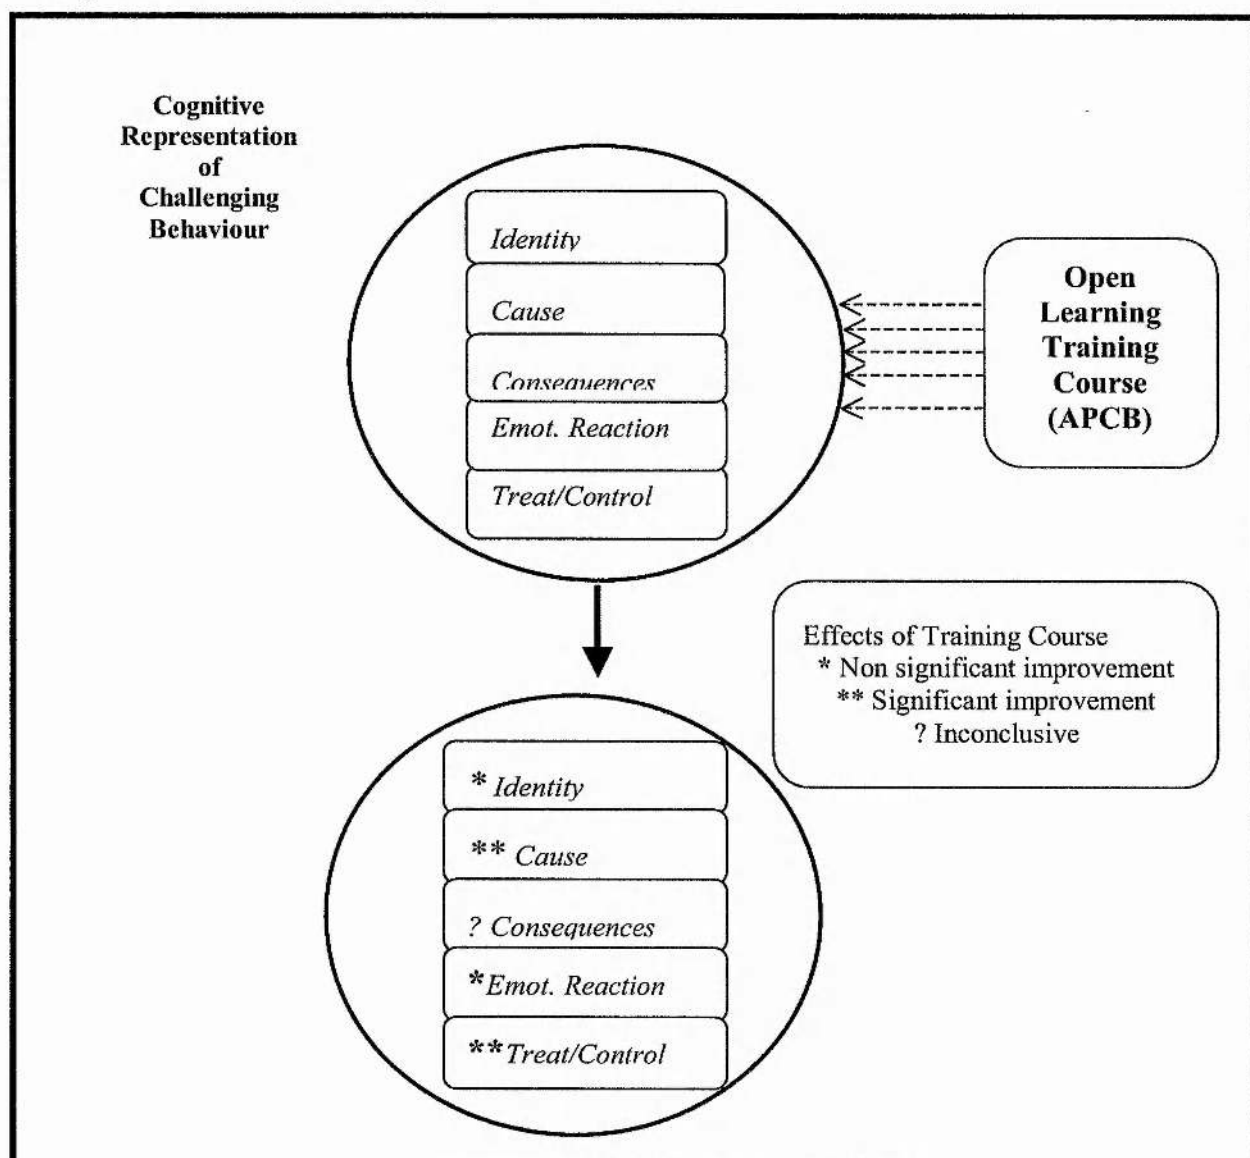 Cognitive
Representation
of
Challenging
Behaviour
Identity
Cause
Consequences
Emot. Reaction
Treat/Control
Open
Learning
Training
Course
(APCB)
Effects of Training Course
* Non significant improvement
** Significant improvement
? Inconclusive
* Identity
** Cause
? Consequences
*Emot. Reaction
**Treat/Control